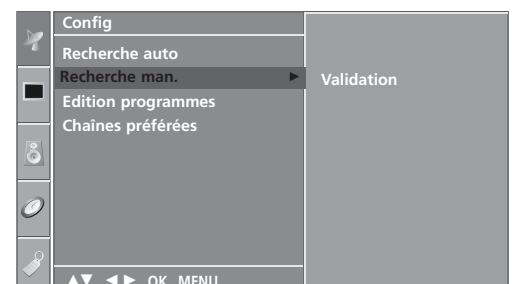 Config
Recherche auto
Recherche man. ►
Validation
Edition programmes
Chaînes préférées
▲▼ ◄► OK MENU